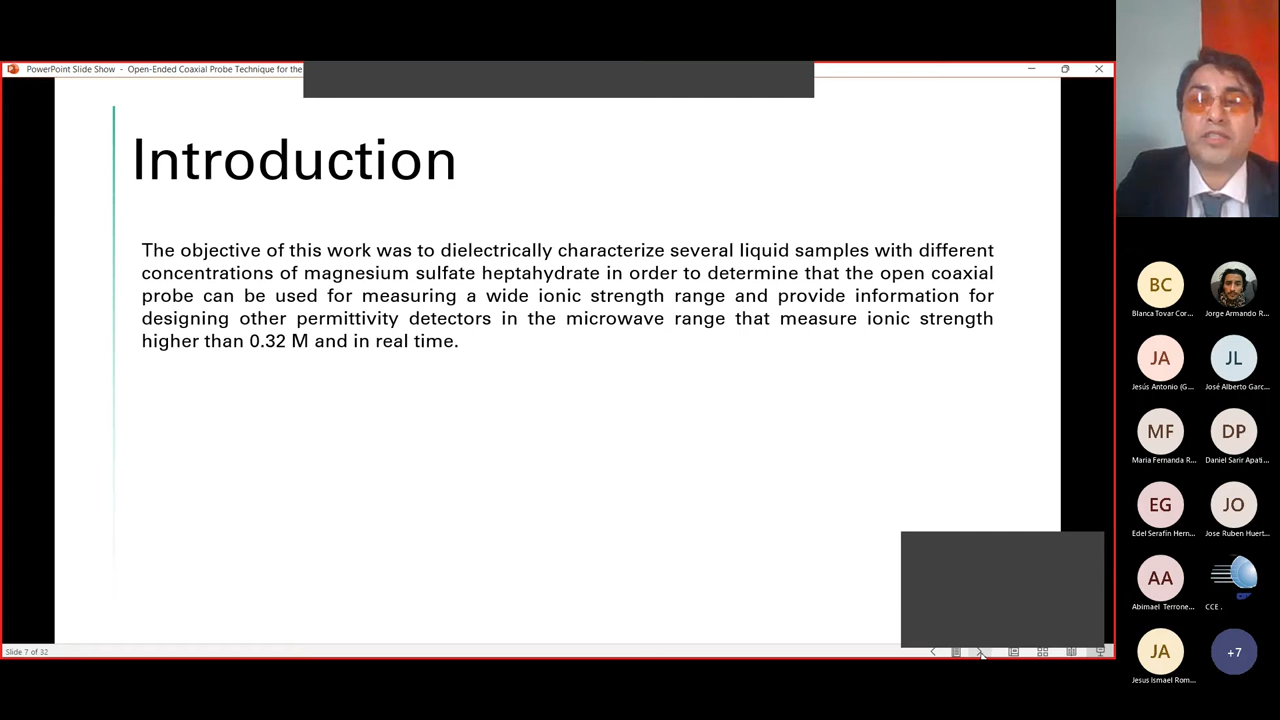 PowerPoint Slide Show - Open-Ended Coaxial Probe Technique for the
Introduction
The objective of this work was to dielectrically characterize several liquid samples with different
concentrations of magnesium sulfate heptahydrate in order to determine that the open coaxial
probe can be used for measuring a wide ionic strength range and provide information for
designing other permittivity detectors in the microwave range that measure ionic strength
higher than 0.32 M and in real time.
Slide 7 of 32
BC
Blanca Tovar Cor...
Jorge Armando R...
JA
Jesús Antonio (G...
JL
José Alberto Garc...
MF
María Fernanda R...
DP
Daniel Sarir Apati...
EG
Edel Serafín Hern...
JO
Jose Ruben Huert...
AA
Abimael Terrone...
CCE .
JA
Jesus Ismael Rom...
+7